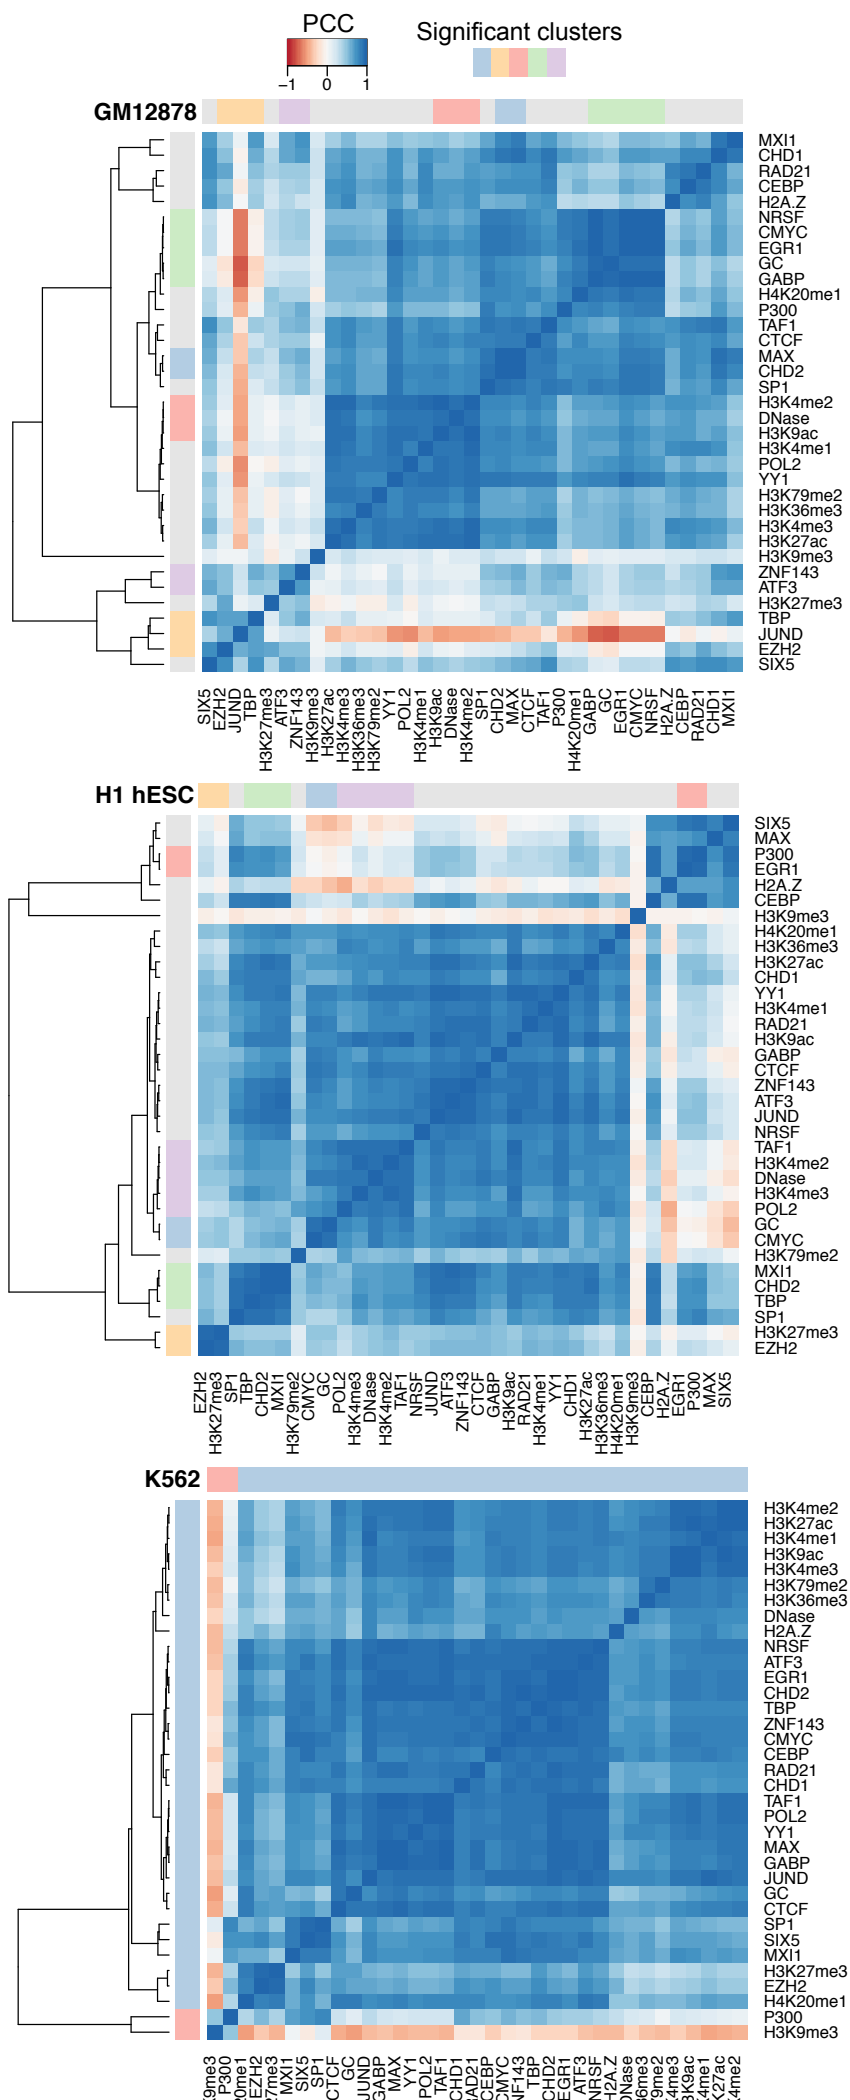 PCC
Significant clusters
−1 0 1
GM12878
MXI1
CHD1
RAD21
CEBP
H2A.Z
NRSF
CMYC
EGR1
GC
GABP
H4K20me1
P300
TAF1
CTCF
MAX
CHD2
SP1
H3K4me2
DNase
H3K9ac
H3K4me1
POL2
YY1
H3K79me2
H3K36me3
H3K4me3
H3K27ac
H3K9me3
ZNF143
ATF3
H3K27me3
TBP
JUND
EZH2
SIX5
SIX5
EZH2
JUND
TBP
H3K27me3
ATF3
ZNF143
H3K9me3
H3K27ac
H3K4me3
H3K36me3
H3K79me2
YY1
POL2
H3K4me1
H3K9ac
DNase
H3K4me2
SP1
CHD2
MAX
CTCF
TAF1
P300
H4K20me1
GABP
GC
EGR1
CMYC
NRSF
H2A.Z
CEBP
RAD21
CHD1
MXI1
H1 hESC
SIX5
MAX
P300
EGR1
H2A.Z
CEBP
H3K9me3
H4K20me1
H3K36me3
H3K27ac
CHD1
YY1
H3K4me1
RAD21
H3K9ac
GABP
CTCF
ZNF143
ATF3
JUND
NRSF
TAF1
H3K4me2
DNase
H3K4me3
POL2
GC
CMYC
H3K79me2
MXI1
CHD2
TBP
SP1
H3K27me3
EZH2
EZH2
H3K27me3
SP1
TBP
CHD2
MXI1
H3K79me2
CMYC
GC
POL2
H3K4me3
DNase
H3K4me2
TAF1
NRSF
JUND
ATF3
ZNF143
CTCF
GABP
H3K9ac
RAD21
H3K4me1
YY1
CHD1
H3K27ac
H3K36me3
H4K20me1
H3K9me3
CEBP
H2A.Z
EGR1
P300
MAX
SIX5
K562
H3K4me2
H3K27ac
H3K4me1
H3K9ac
H3K4me3
H3K79me2
H3K36me3
DNase
H2A.Z
NRSF
ATF3
EGR1
CHD2
TBP
ZNF143
CMYC
CEBP
RAD21
CHD1
TAF1
POL2
YY1
MAX
GABP
JUND
GC
CTCF
SP1
SIX5
MXI1
H3K27me3
EZH2
H4K20me1
P300
H3K9me3
P300
EZH2
MXI1
SIX5
SP1
CTCF
GC
JUND
GABP
MAX
YY1
POL2
TAF1
CHD1
CEBP
TBP
CHD2
EGR1
ATF3
NRSF